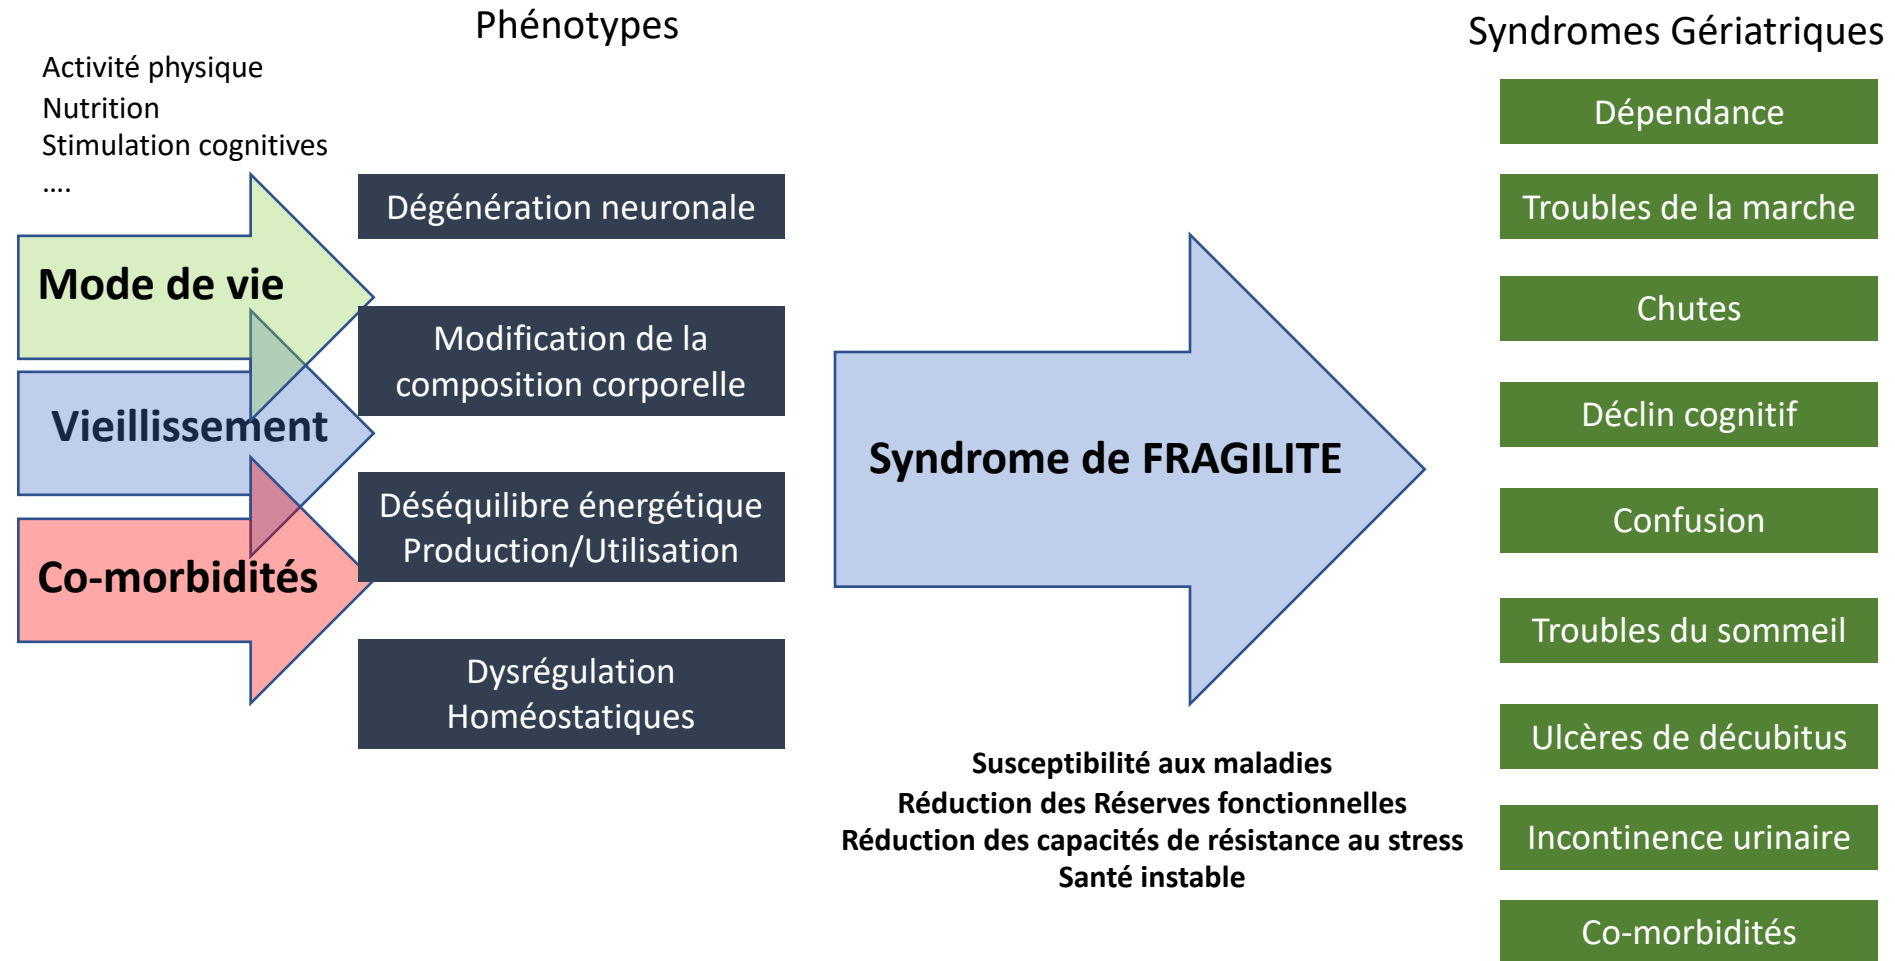 Phénotypes
Syndromes Gériatriques
Activité physique
Nutrition
Stimulation cognitives
....
Mode de vie
Vieillissement
Co-morbidités
Dégénération neuronale
Modification de la
composition corporelle
Déséquilibre énergétique
Production/Utilisation
Dysrégulation
Homéostatiques
Syndrome de FRAGILITE
Susceptibilité aux maladies
Réduction des Réserves fonctionnelles
Réduction des capacités de résistance au stress
Santé instable
Dépendance
Troubles de la marche
Chutes
Déclin cognitif
Confusion
Troubles du sommeil
Ulcères de décubitus
Incontinence urinaire
Co-morbidités